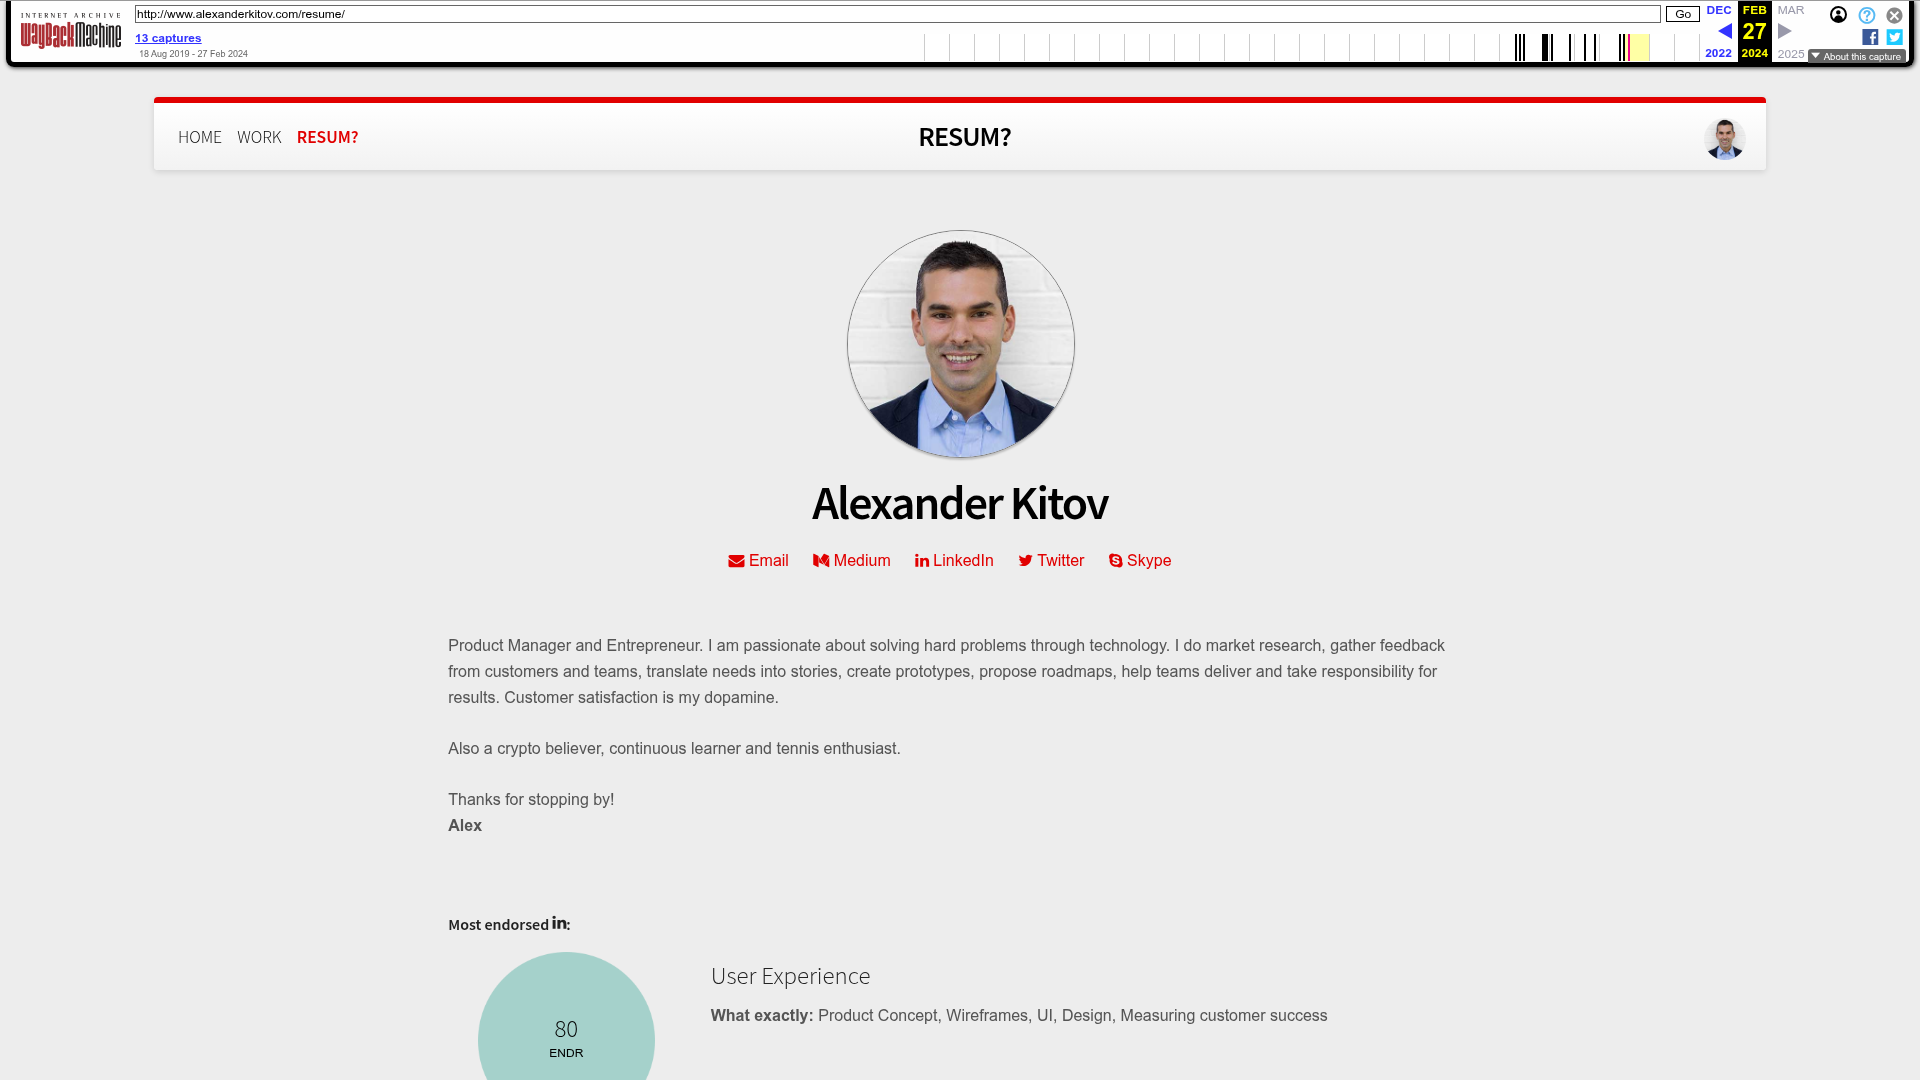 INTERNET ARCHIVE
WayBackMachine
http://www.alexanderkitov.com/resume/
Go
13 captures
18 Aug 2019 - 27 Feb 2024
DEC
FEB
MAR
27
2022
2024
2025
About this capture
HOME
WORK
RESUM?
RESUM?
Alexander Kitov
Email
Medium
LinkedIn
Twitter
Skype
Product Manager and Entrepreneur. I am passionate about solving hard problems through technology. I do market research, gather feedback
from customers and teams, translate needs into stories, create prototypes, propose roadmaps, help teams deliver and take responsibility for
results. Customer satisfaction is my dopamine.
Also a crypto believer, continuous learner and tennis enthusiast.
Thanks for stopping by!
Alex
Most endorsed in:
80
ENDR
User Experience
What exactly: Product Concept, Wireframes, UI, Design, Measuring customer success